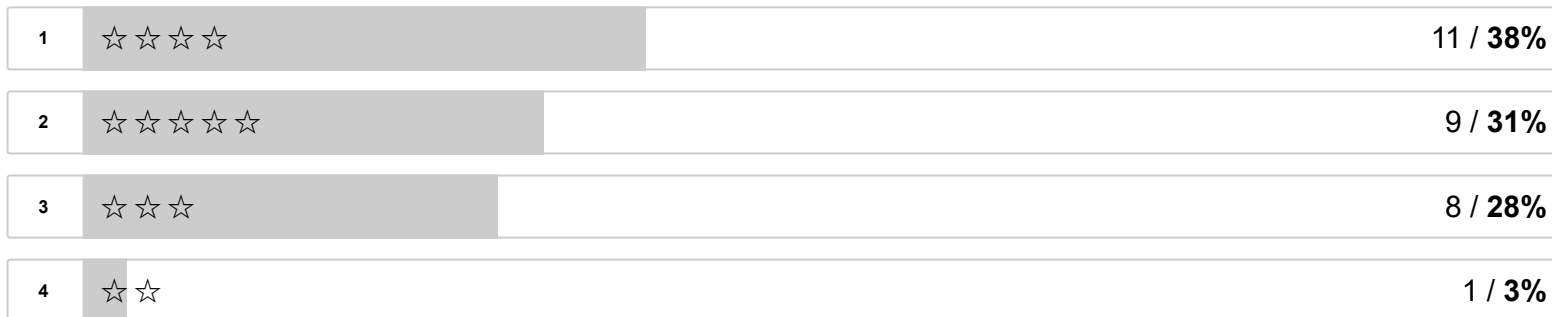 1 ☆☆☆☆ 11 / 38%
2 ☆☆☆☆☆ 9 / 31%
3 ☆☆☆ 8 / 28%
4 ☆☆ 1 / 3%